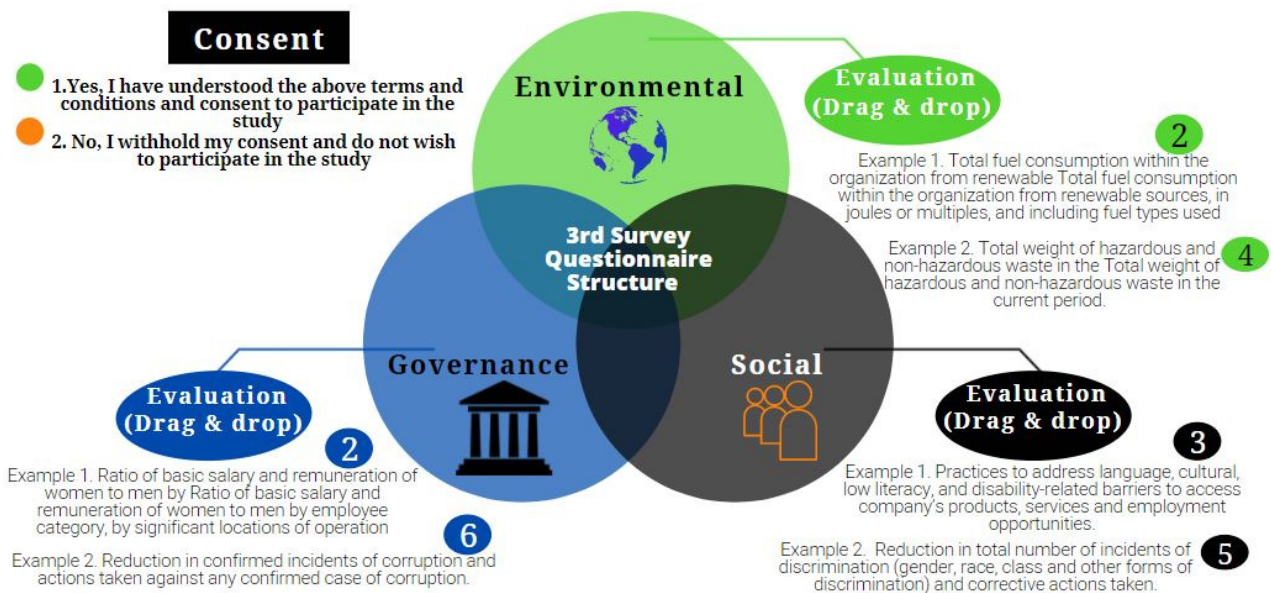 Consent
1.Yes, I have understood the above terms and
conditions and consent to participate in the
study
2. No, I withhold my consent and do not wish
to participate in the study
Environmental
Evaluation
(Drag & drop)
2
Example 1. Total fuel consumption within the
organization from renewable Total fuel consumption
within the organization from renewable sources, in
joules or multiples, and including fuel types used
Example 2. Total weight of hazardous and
non-hazardous waste in the Total weight of
hazardous and non-hazardous waste in the
current period.
4
3rd Survey
Questionnaire
Structure
Governance
Evaluation
(Drag & drop)
2
Example 1. Ratio of basic salary and remuneration of
women to men by Ratio of basic salary and
remuneration of women to men by employee
category, by significant locations of operation
6
Example 2. Reduction in confirmed incidents of corruption and
actions taken against any confirmed case of corruption.
Social
Evaluation
(Drag & drop)
3
Example 1. Practices to address language, cultural,
low literacy, and disability-related barriers to access
company's products, services and employment
opportunities.
Example 2. Reduction in total number of incidents of
discrimination (gender, race, class and other forms of
discrimination) and corrective actions taken.
5